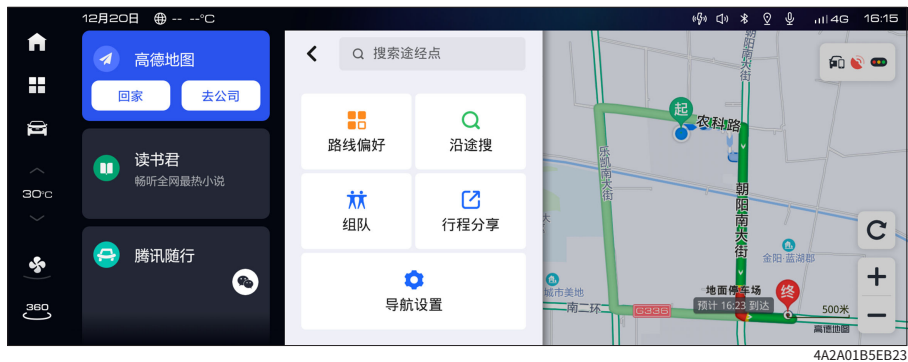 12月20日 -- --°C
4G 16:15
高德地图
回家 去公司
读书君
畅听全网最热小说
腾讯随行
30°C
360
搜索途经点
路线偏好
沿途搜
组队
行程分享
导航设置
朝阳南大街
起
农科路
乐凯南大街
朝阳南大街
大
金阳·蓝湖郡
城市美地
地面停车场
终
预计 16:23 到达
南二环
G336
500米
高德地图
4A2A01B5EB23